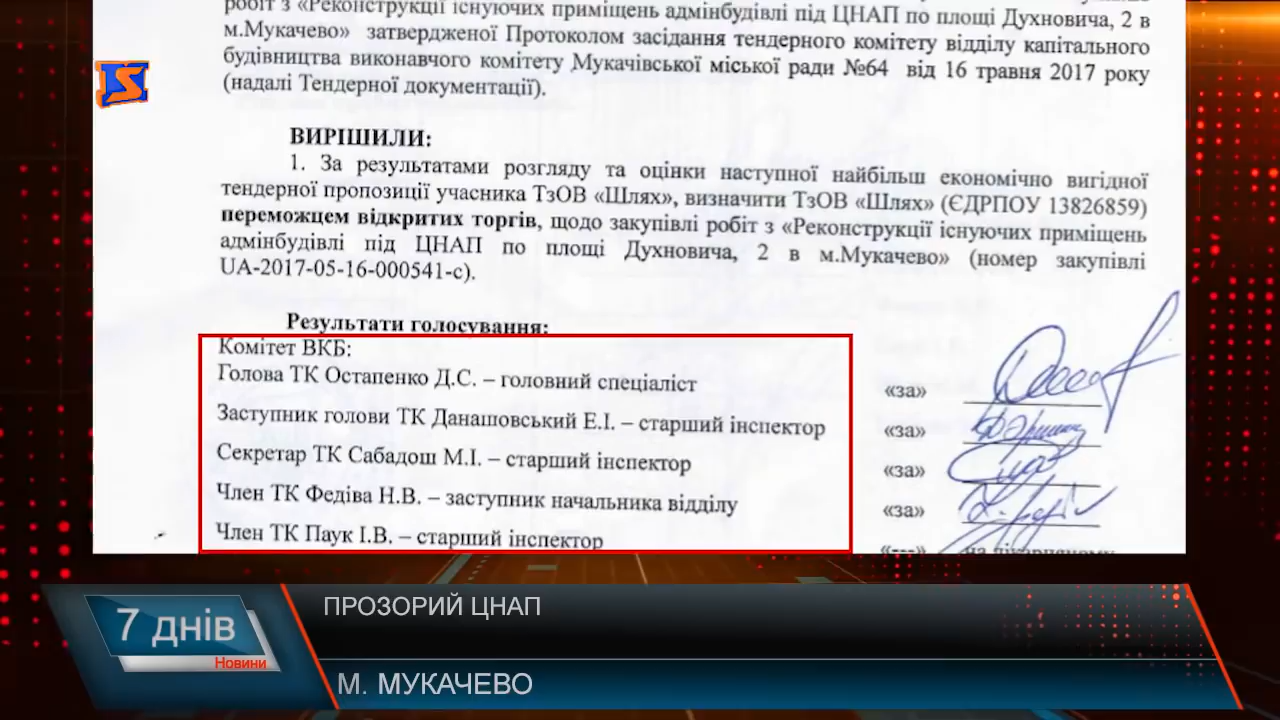 робіт з «Реконструкції існуючих приміщень адмінбудівлі під ЦНАП по площі Духновича, 2 в
м.Мукачево» затвердженої Протоколом засідання тендерного комітету відділу капітального
будівництва виконавчого комітету Мукачівської міської ради №64 від 16 травня 2017 року
(надалі Тендерної документації).
ВИРІШИЛИ:
1. За результатами розгляду та оцінки наступної найбільш економічно вигідної
тендерної пропозиції учасника ТзОВ «Шлях», визначити ТзОВ «Шлях» (ЄДРПОУ 13826859)
переможцем відкритих торгів, щодо закупівлі робіт з «Реконструкції існуючих приміщень
адмінбудівлі під ЦНАП по площі Духновича, 2 в м.Мукачево» (номер закупівлі
UA-2017-05-16-000541-c).
Результати голосування:
Комітет ВКБ:
Голова ТК Остапенко Д.С. – головний спеціаліст «за»
Заступник голови ТК Данашовський Е.І. – старший інспектор «за»
Секретар ТК Сабадош М.І. – старший інспектор «за»
Член ТК Федіва Н.В. – заступник начальника відділу «за»
Член ТК Паук І.В. – старший інспектор «---» на лікарняному
7 днів
Новини
ПРОЗОРИЙ ЦНАП
М. МУКАЧЕВО